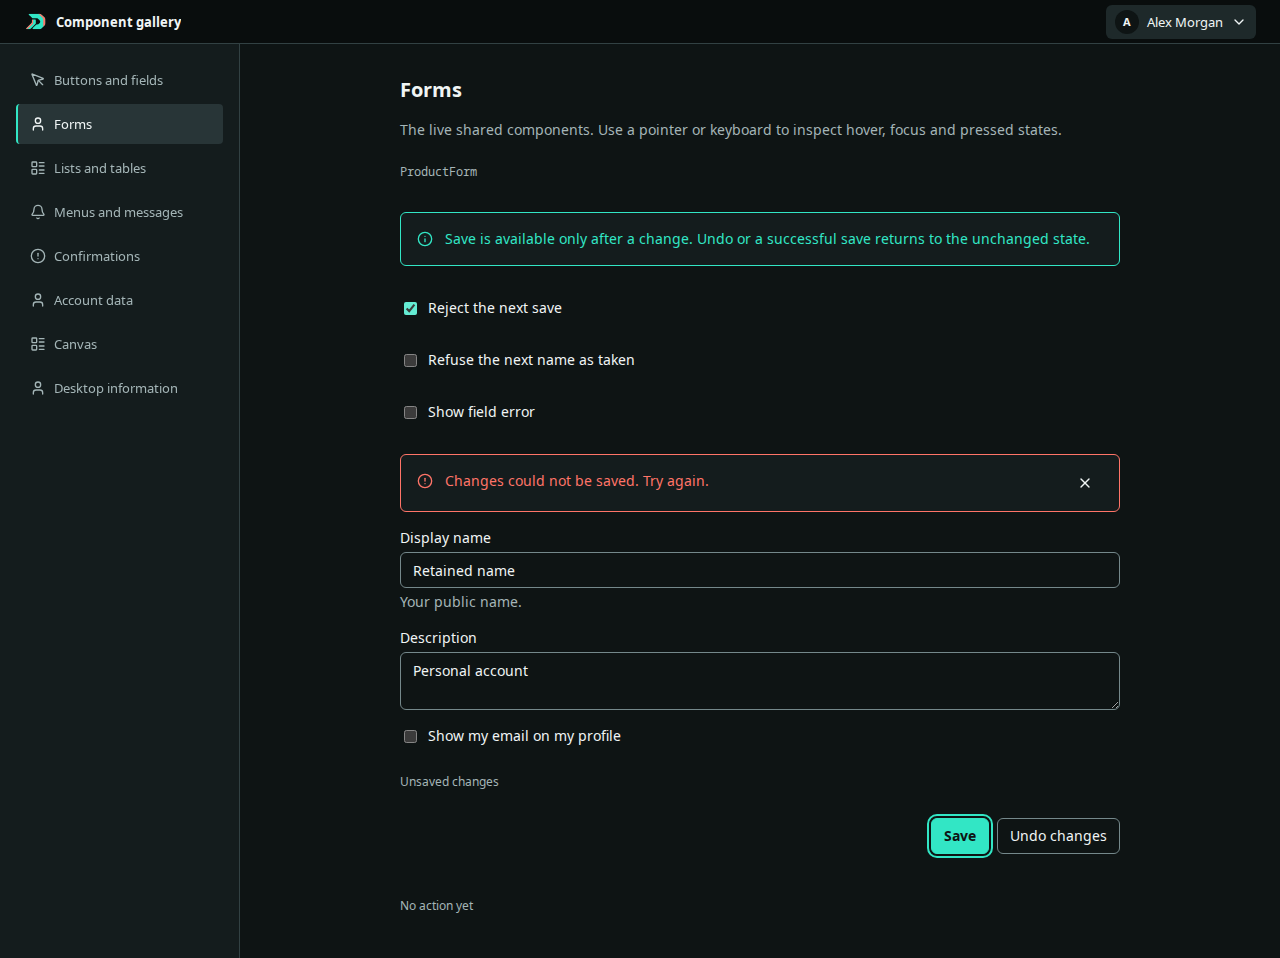 Component gallery
A
Alex Morgan
Buttons and fields
Forms
Lists and tables
Menus and messages
Confirmations
Account data
Canvas
Desktop information
Forms
The live shared components. Use a pointer or keyboard to inspect hover, focus and pressed states.
ProductForm
Save is available only after a change. Undo or a successful save returns to the unchanged state.
Reject the next save
Refuse the next name as taken
Show field error
Changes could not be saved. Try again.
Display name
Retained name
Your public name.
Description
Personal account
Show my email on my profile
Unsaved changes
Save
Undo changes
No action yet